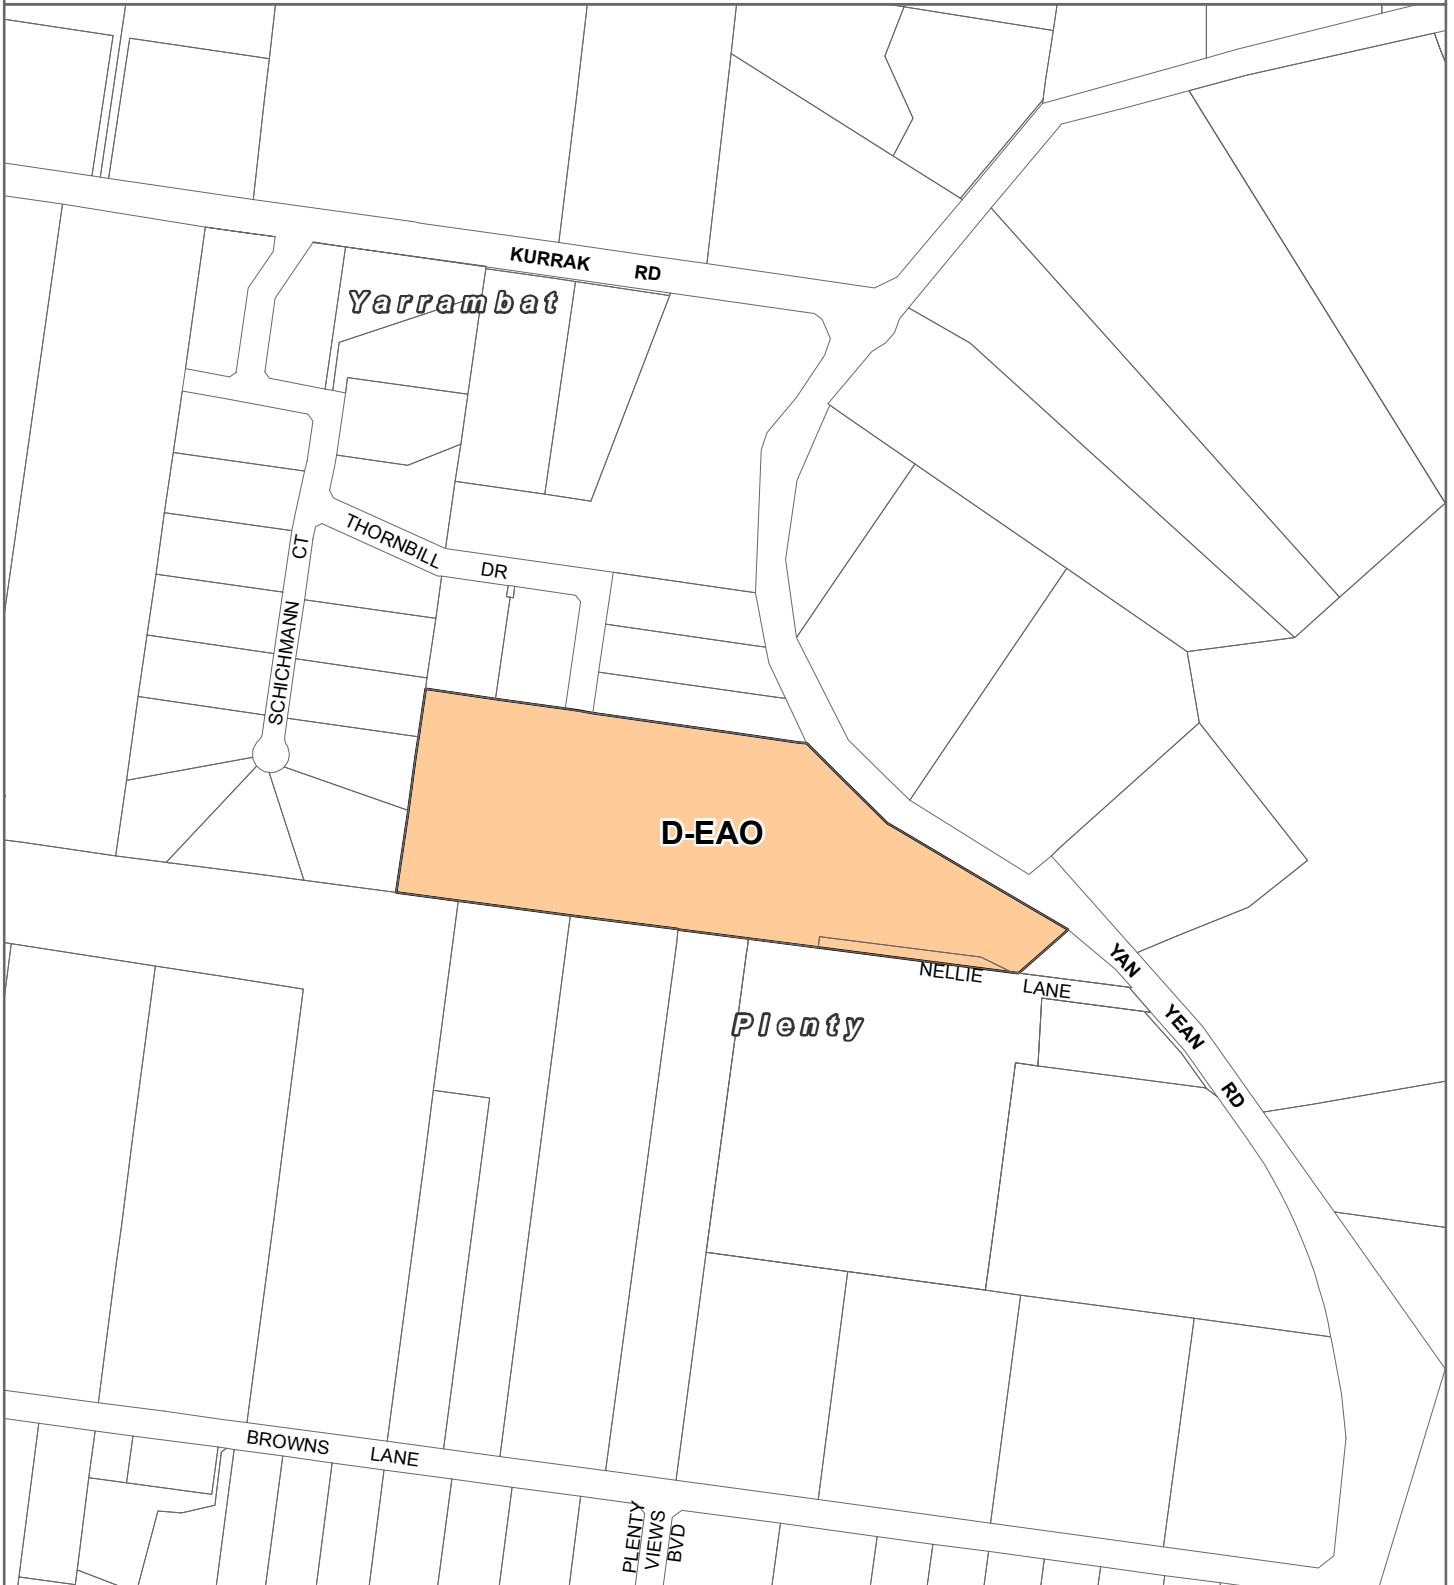 KURRAK RD
Yarrambat
THORNBILL DR
SCHICHMANN CT
D-EAO
NELLIE LANE
YAN YEAN RD
Plenty
BROWNS LANE
PLENTY
VIEWS
BVD